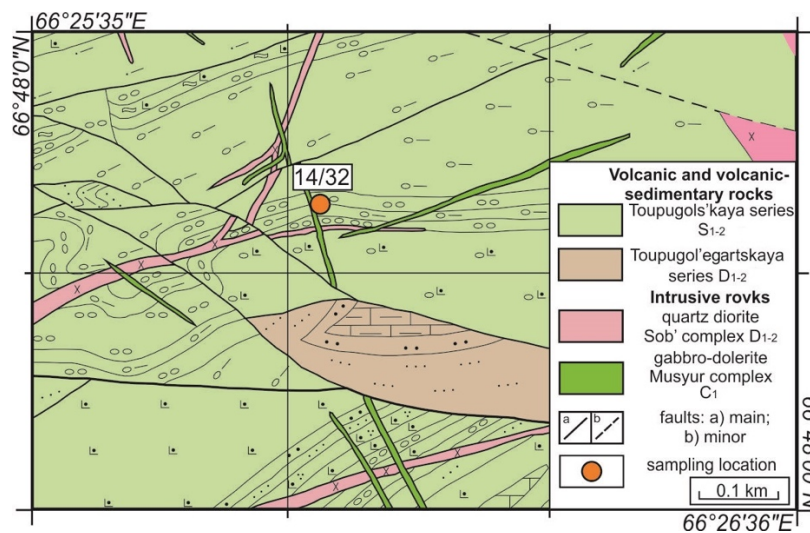 66°25'35"E
66°48'0"N
14/32
Volcanic and volcanic-
sedimentary rocks
Toupugols'kaya series
S1-2
Toupugol'egartskaya
series D1-2
Intrusive rovks
quartz diorite
Sob' complex D1-2
gabbro-dolerite
Musyur complex
C1
a
b
faults: a) main;
b) minor
sampling location
0.1 km
66°26'36"E